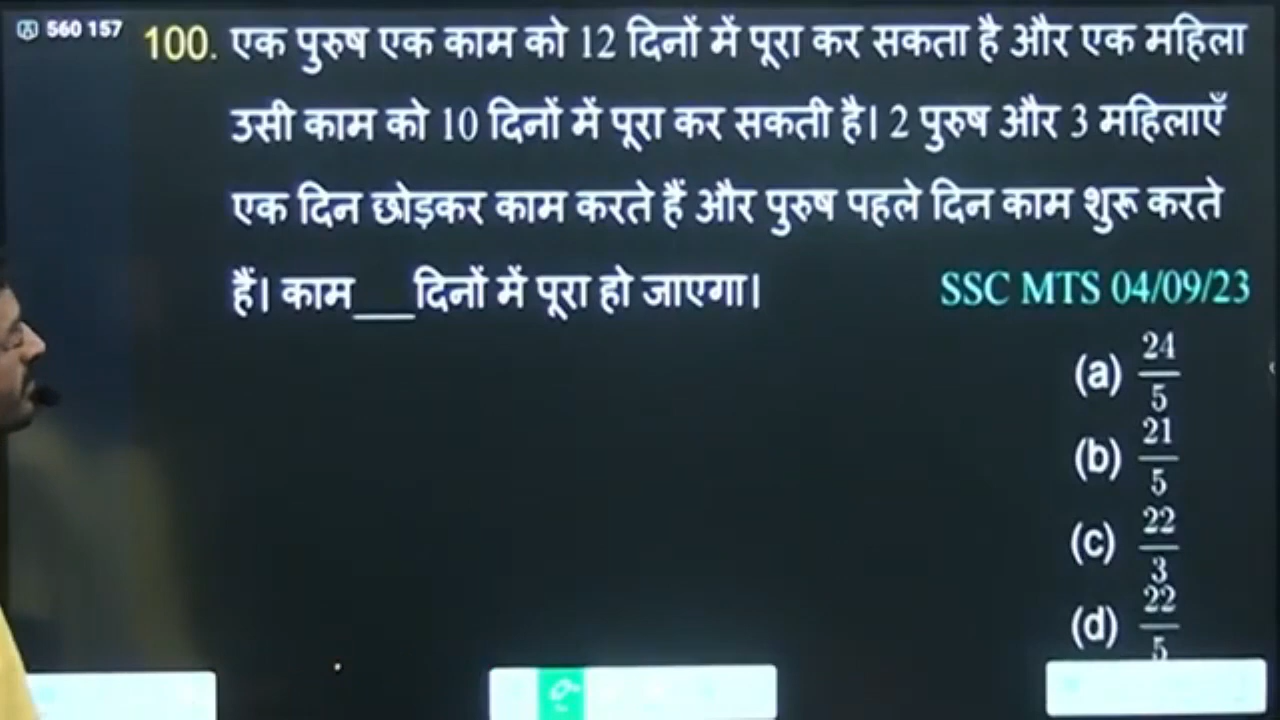 560 157
100. एक पुरुष एक काम को 12 दिनों में पूरा कर सकता है और एक महिला
उसी काम को 10 दिनों में पूरा कर सकती है। 2 पुरुष और 3 महिलाएँ
एक दिन छोड़कर काम करते हैं और पुरुष पहले दिन काम शुरू करते
हैं। काम___दिनों में पूरा हो जाएगा। SSC MTS 04/09/23
(a) 24/5
(b) 21/5
(c) 22/3
(d) 22/5